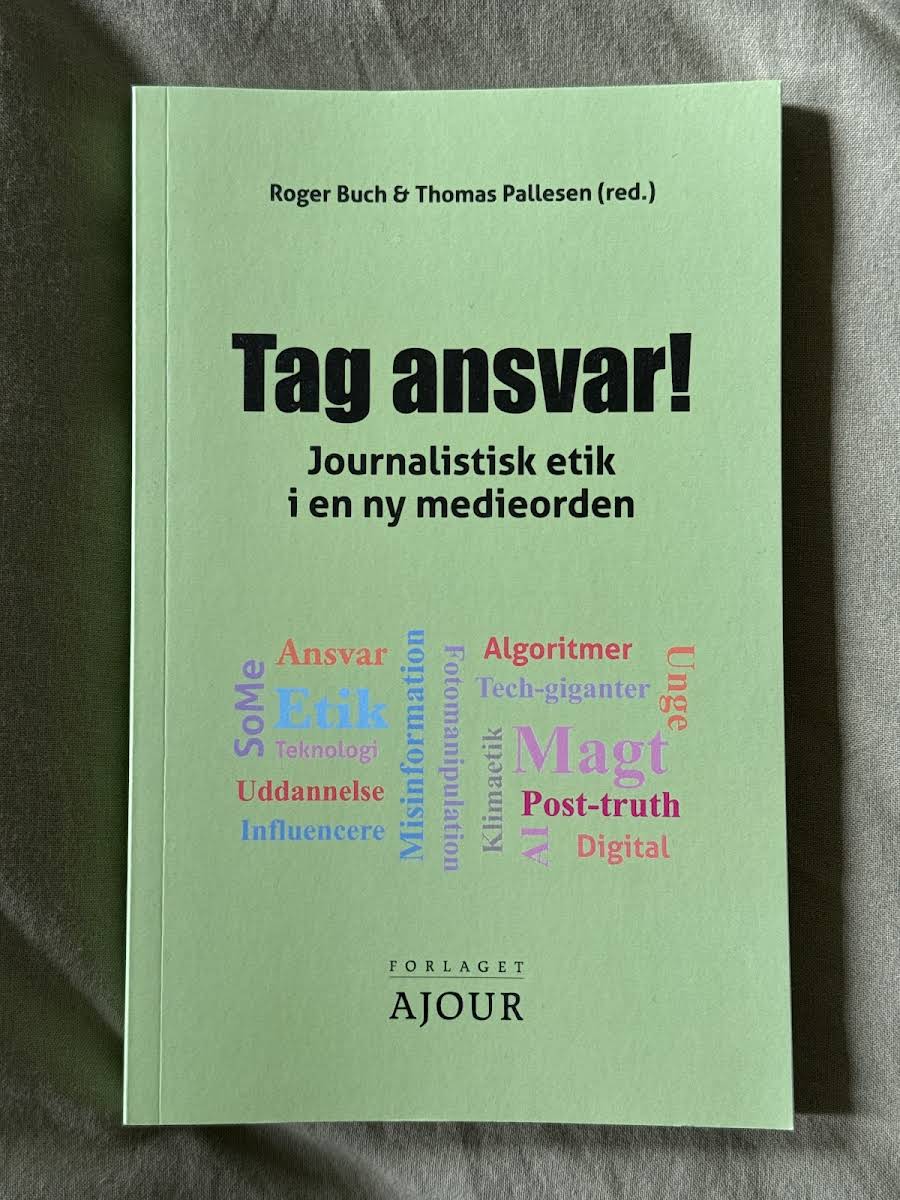 Roger Buch & Thomas Pallesen (red.)
Tag ansvar!
Journalistisk etik
i en ny medieorden
SoMe
Ansvar
Etik
Teknologi
Uddannelse
Influencere
Misinformation
Fotomanipulation
Algoritmer
Tech-giganter
Unge
Klimaetik
Magt
Post-truth
AI
Digital
FORLAGET
AJOUR